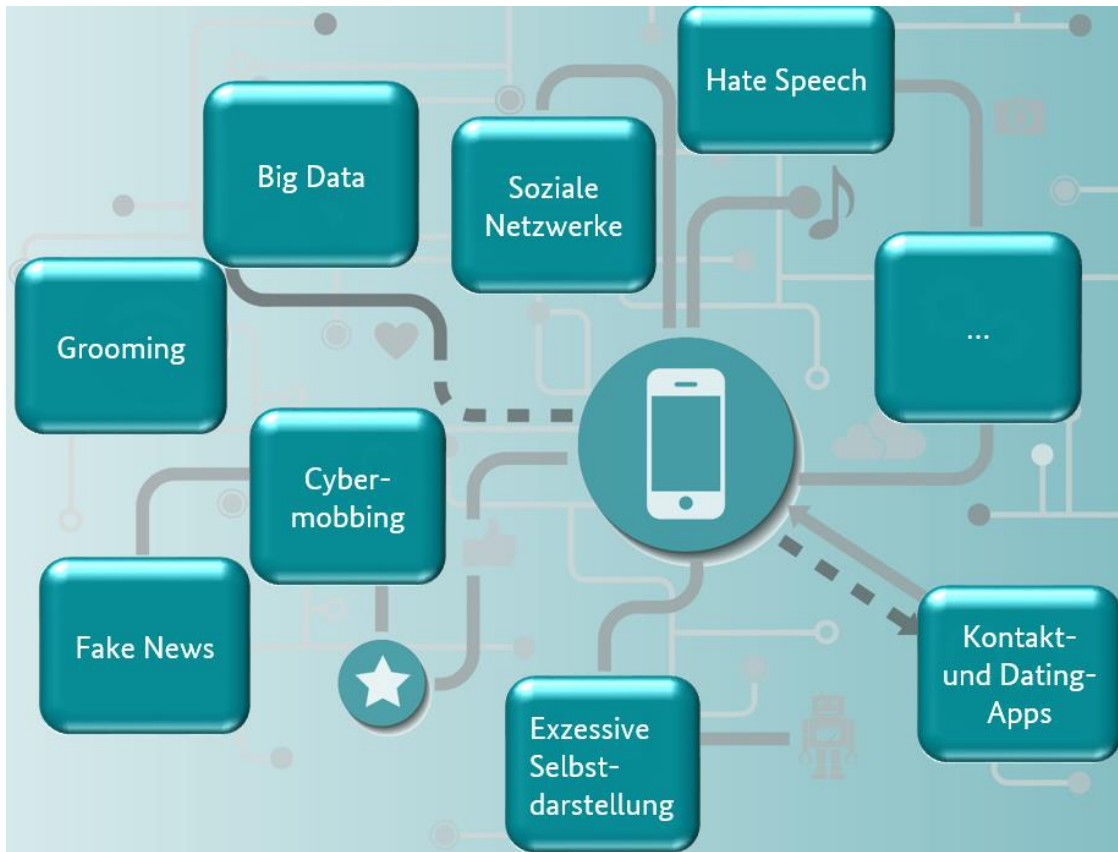 Hate Speech
Big Data
Soziale
Netzwerke
...
Grooming
Cyber-
mobbing
Fake News
Kontakt-
und Dating-
Apps
Exzessive
Selbst-
darstellung